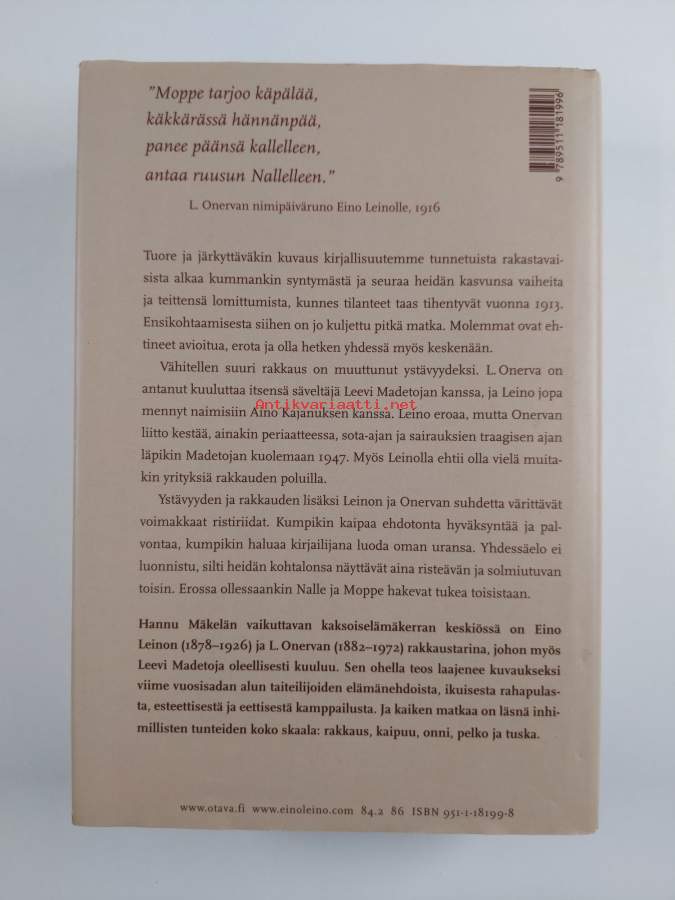 "Moppe tarjoo käpälää,
käkkärässä hännänpää,
panee päänsä kallelleen,
antaa ruusun Nallelleen."
L. Onervan nimipäiväruno Eino Leinolle, 1916
9 789511 181996
Tuore ja järkyttäväkin kuvaus kirjallisuutemme tunnetuista rakastavai-
sista alkaa kummankin syntymästä ja seuraa heidän kasvunsa vaiheita
ja teittensä lomittumista, kunnes tilanteet taas tihentyvät vuonna 1913.
Ensikohtaamisesta siihen on jo kuljettu pitkä matka. Molemmat ovat eh-
tineet avioitua, erota ja olla hetken yhdessä myös keskenään.
Vähitellen suuri rakkaus on muuttunut ystävyydeksi. L. Onerva on
antanut kuuluttaa itsensä säveltäjä Leevi Madetojan kanssa, ja Leino jopa
Antikvariaatti.net
mennyt naimisiin Aino Kajanuksen kanssa. Leino eroaa, mutta Onervan
liitto kestää, ainakin periaatteessa, sota-ajan ja sairauksien traagisen ajan
läpikin Madetojan kuolemaan 1947. Myös Leinolla ehtii olla vielä muita-
kin yrityksiä rakkauden poluilla.
Ystävyyden ja rakkauden lisäksi Leinon ja Onervan suhdetta värittävät
voimakkaat ristiriidat. Kumpikin kaipaa ehdotonta hyväksyntää ja pal-
vontaa, kumpikin haluaa kirjailijana luoda oman uransa. Yhdessäelo ei
luonnistu, silti heidän kohtalonsa näyttävät aina risteävän ja solmiutuvan
toisin. Erossa ollessaankin Nalle ja Moppe hakevat tukea toisistaan.
Hannu Mäkelän vaikuttavan kaksoiselämäkerran keskiössä on Eino
Leinon (1878–1926) ja L. Onervan (1882–1972) rakkaustarina, johon myös
Leevi Madetoja oleellisesti kuuluu. Sen ohella teos laajenee kuvaukseksi
viime vuosisadan alun taiteilijoiden elämänehdoista, ikuisesta rahapulas-
ta, esteettisestä ja eettisestä kamppailusta. Ja kaiken matkaa on läsnä inhi-
millisten tunteiden koko skaala: rakkaus, kaipuu, onni, pelko ja tuska.
www.otava.fi www.einoleino.com 84.2 86 ISBN 951-1-18199-8